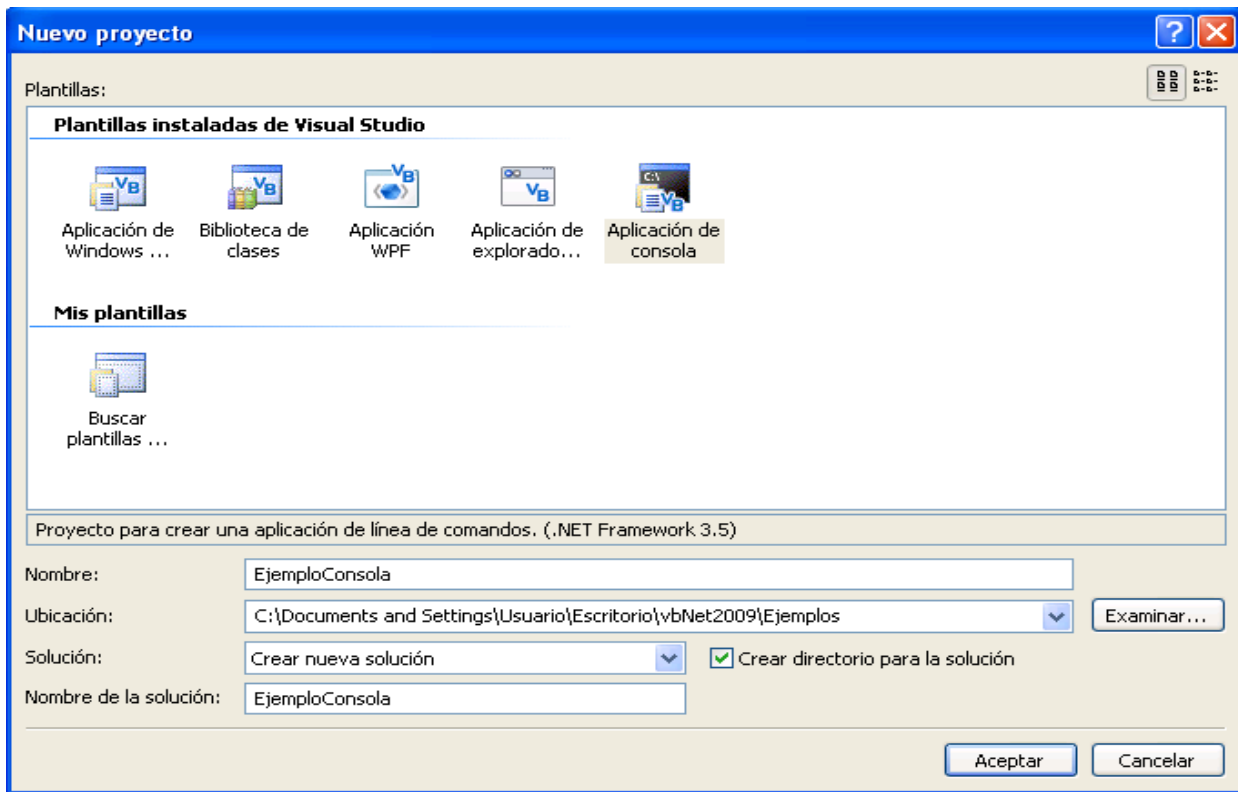 Nuevo proyecto
Plantillas:
Plantillas instaladas de Visual Studio
Aplicación de Windows ...
Biblioteca de clases
Aplicación WPF
Aplicación de explorado...
Aplicación de consola
Mis plantillas
Buscar plantillas ...
Proyecto para crear una aplicación de línea de comandos. (.NET Framework 3.5)
Nombre: EjemploConsola
Ubicación: C:\Documents and Settings\Usuario\Escritorio\vbNet2009\Ejemplos Examinar...
Solución: Crear nueva solución Crear directorio para la solución
Nombre de la solución: EjemploConsola
Aceptar Cancelar